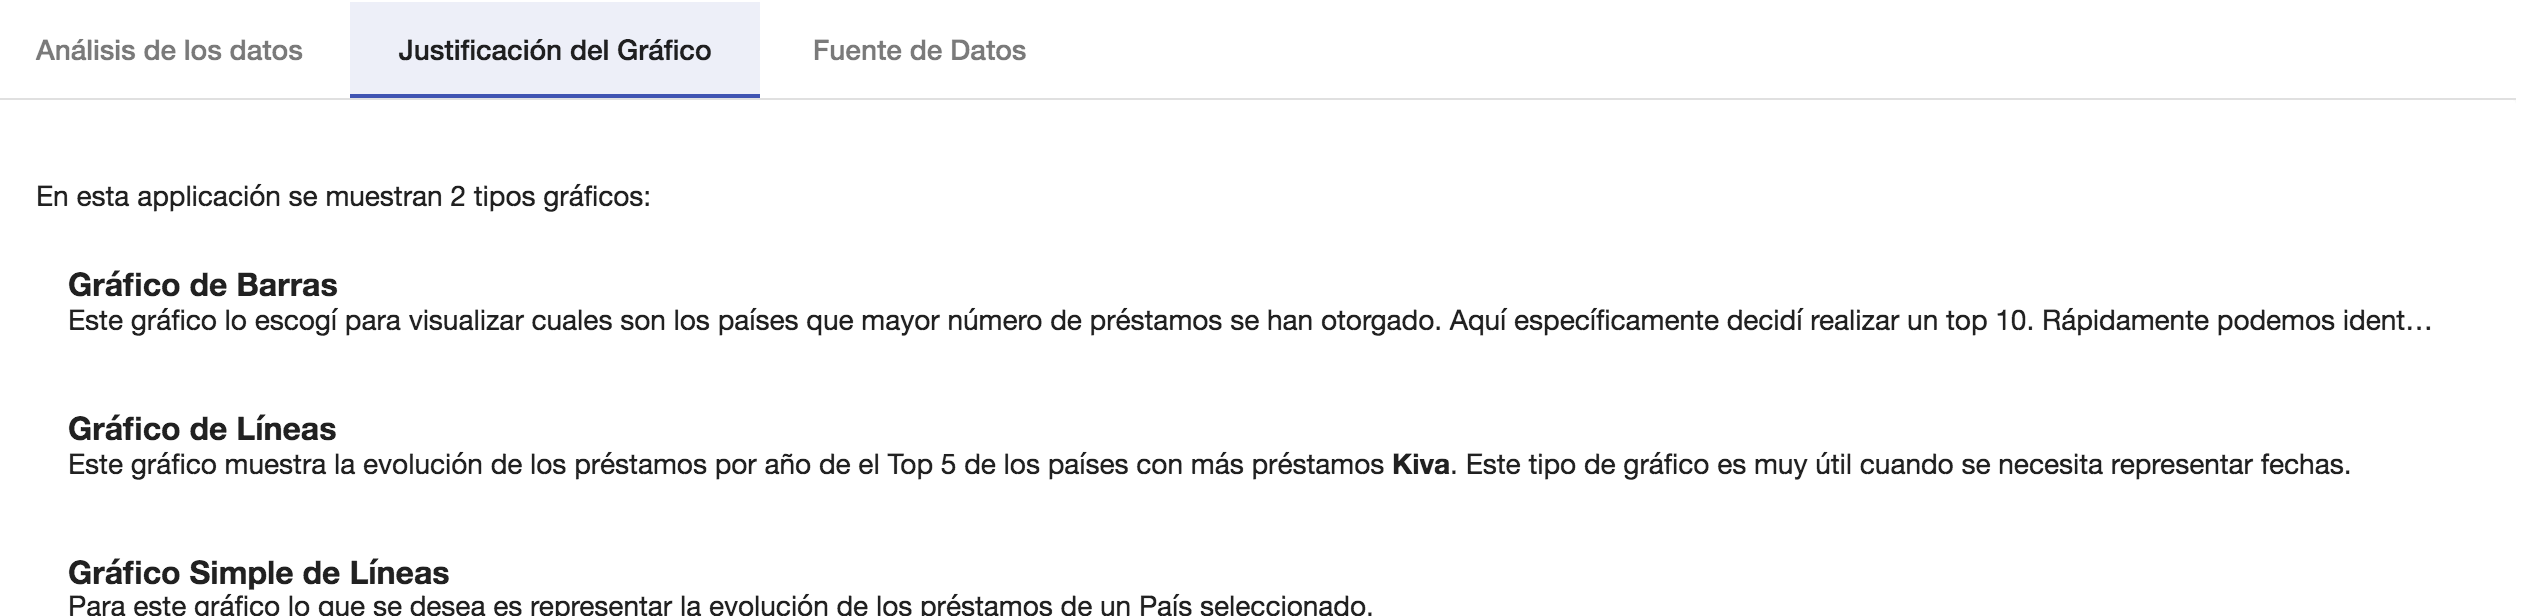 Análisis de los datos Justificación del Gráfico Fuente de Datos
En esta applicación se muestran 2 tipos gráficos:
Gráfico de Barras
Este gráfico lo escogí para visualizar cuales son los países que mayor número de préstamos se han otorgado. Aquí específicamente decidí realizar un top 10. Rápidamente podemos ident…
Gráfico de Líneas
Este gráfico muestra la evolución de los préstamos por año de el Top 5 de los países con más préstamos Kiva. Este tipo de gráfico es muy útil cuando se necesita representar fechas.
Gráfico Simple de Líneas
Para este gráfico lo que se desea es representar la evolución de los préstamos de un País seleccionado.